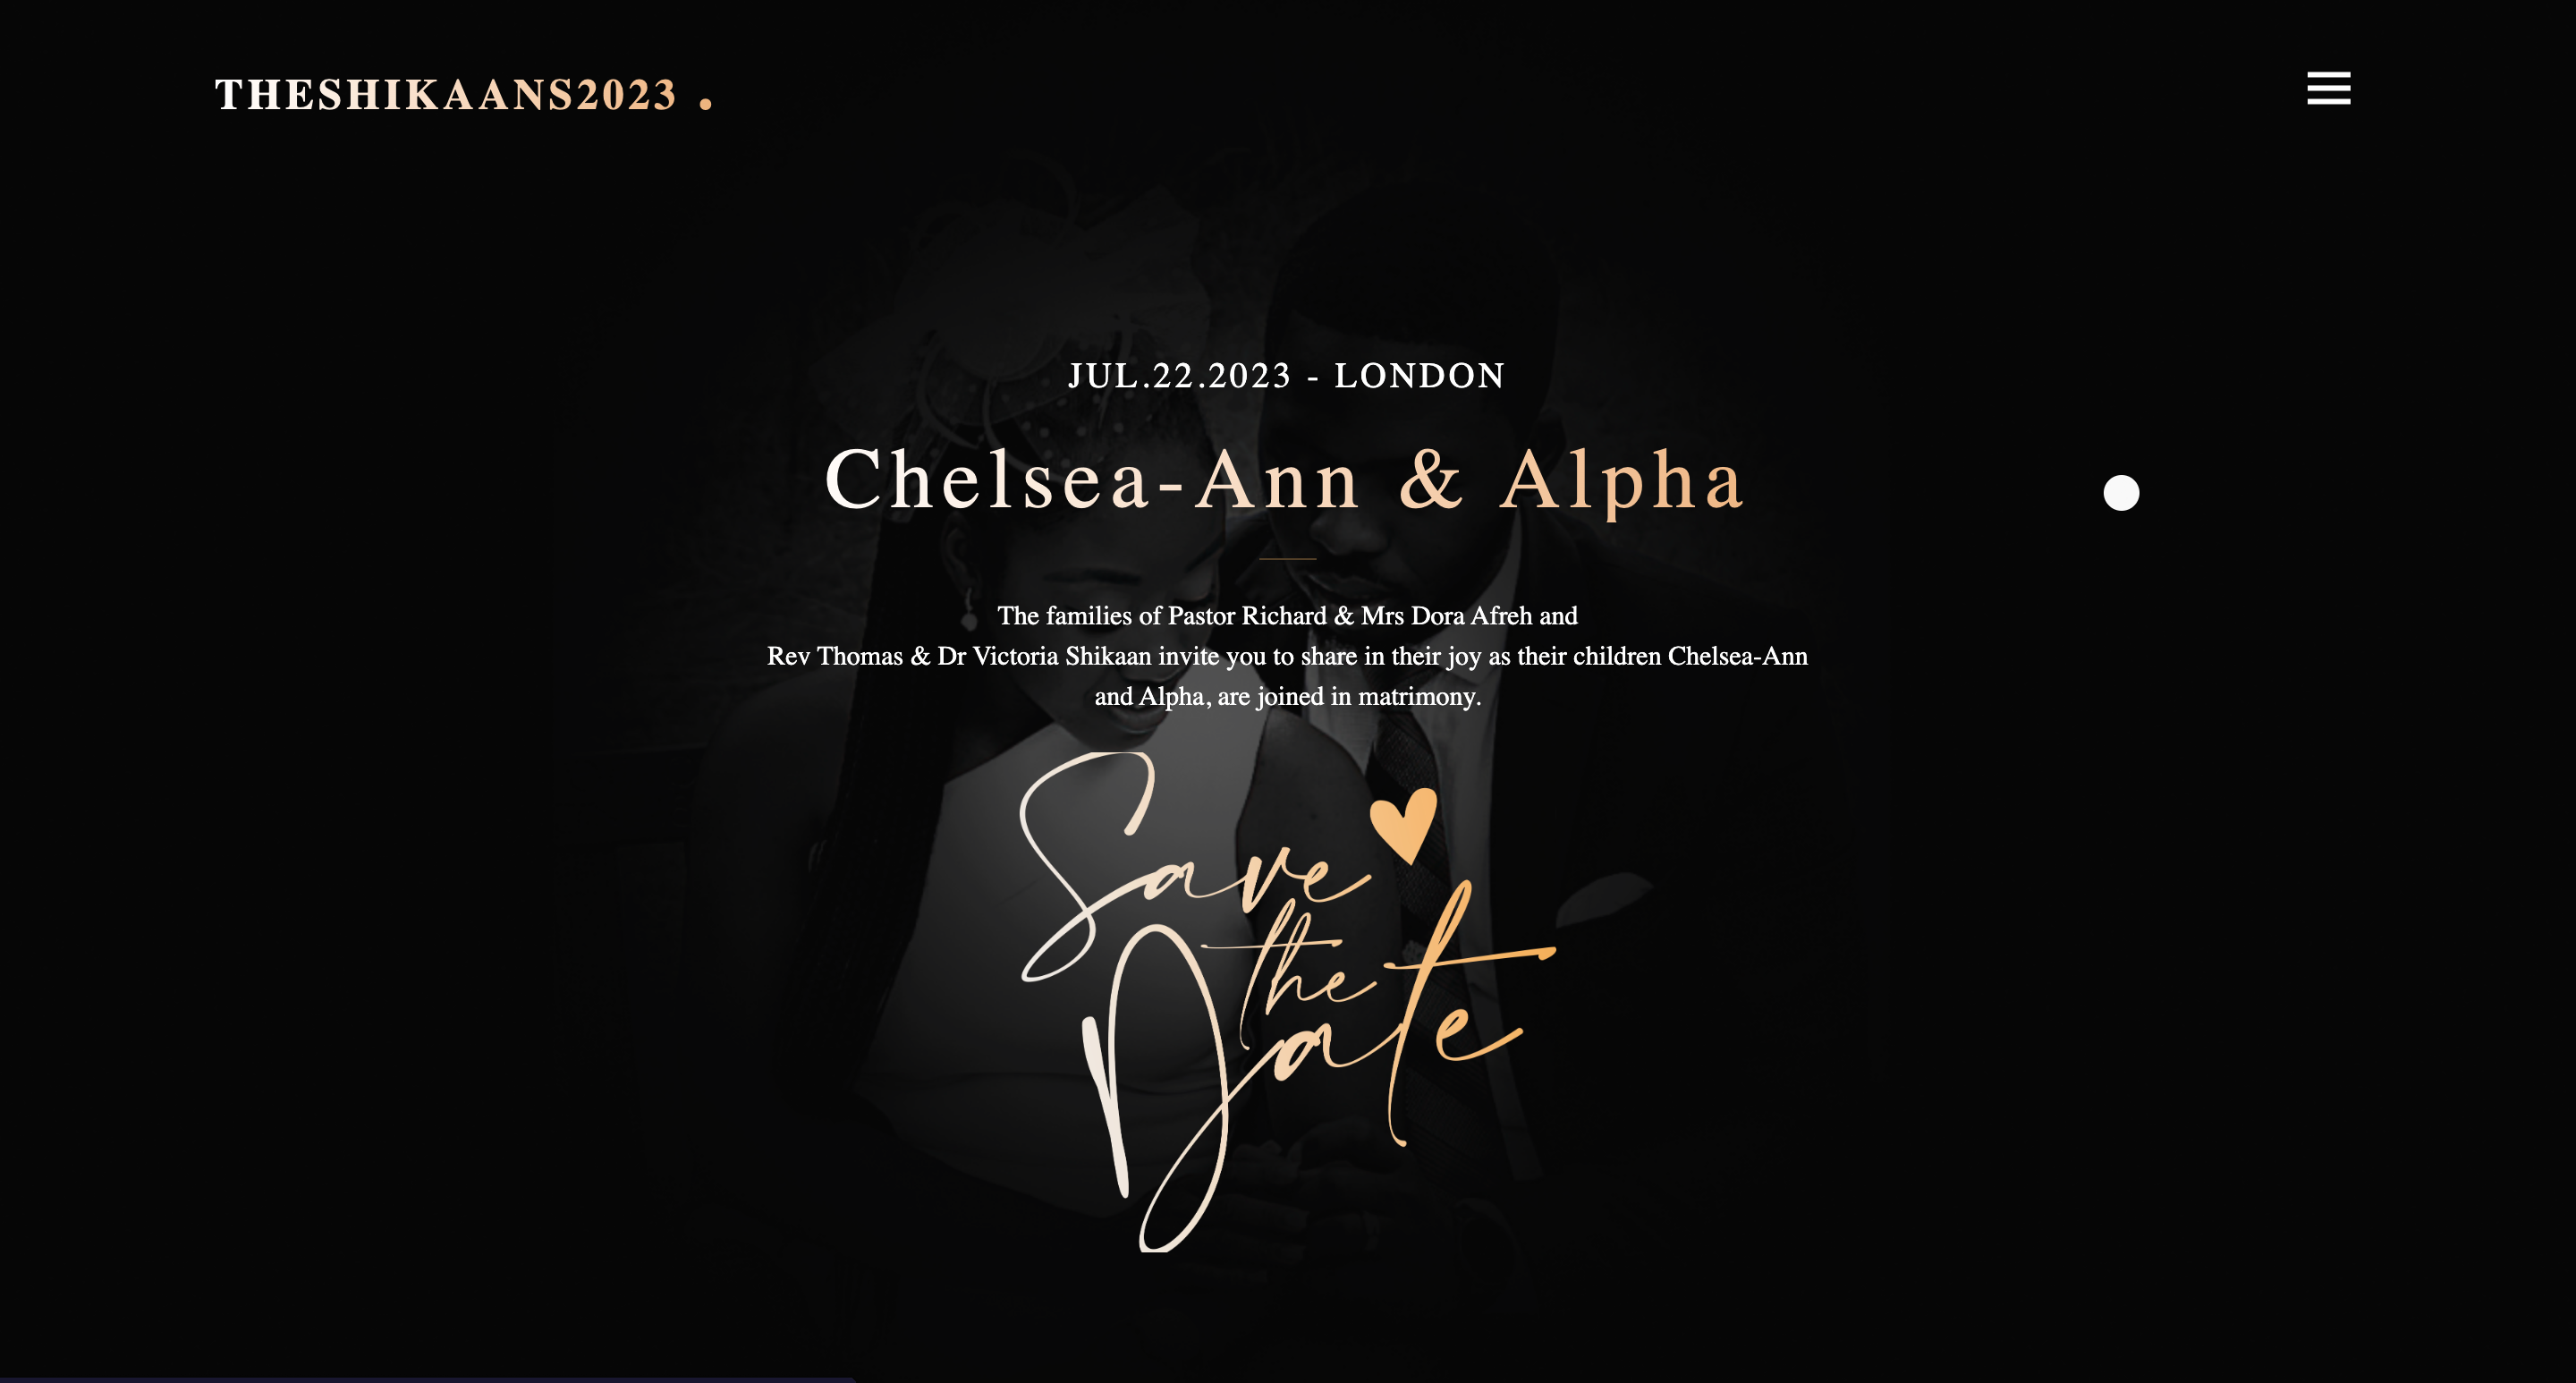 THESHIKAANS2023 .
JUL.22.2023 - LONDON
Chelsea-Ann & Alpha
The families of Pastor Richard & Mrs Dora Afreh and
Rev Thomas & Dr Victoria Shikaan invite you to share in their joy as their children Chelsea-Ann
and Alpha, are joined in matrimony.
Save
the
Date